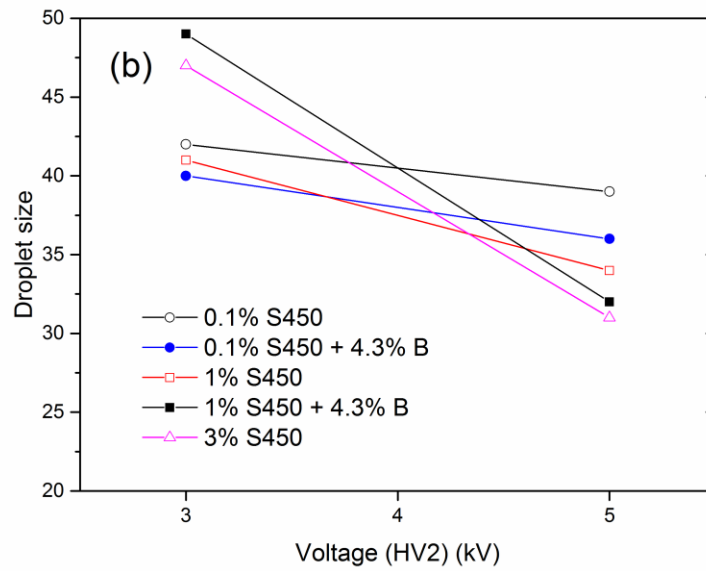 (b)
Droplet size
50
45
40
35
30
25
20
0.1% S450
0.1% S450 + 4.3% B
1% S450
1% S450 + 4.3% B
3% S450
3
4
5
Voltage (HV2) (kV)